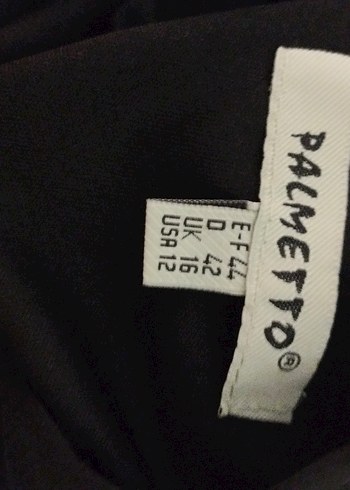 PALMETTO®
E-F 44
D 42
UK 16
USA 12